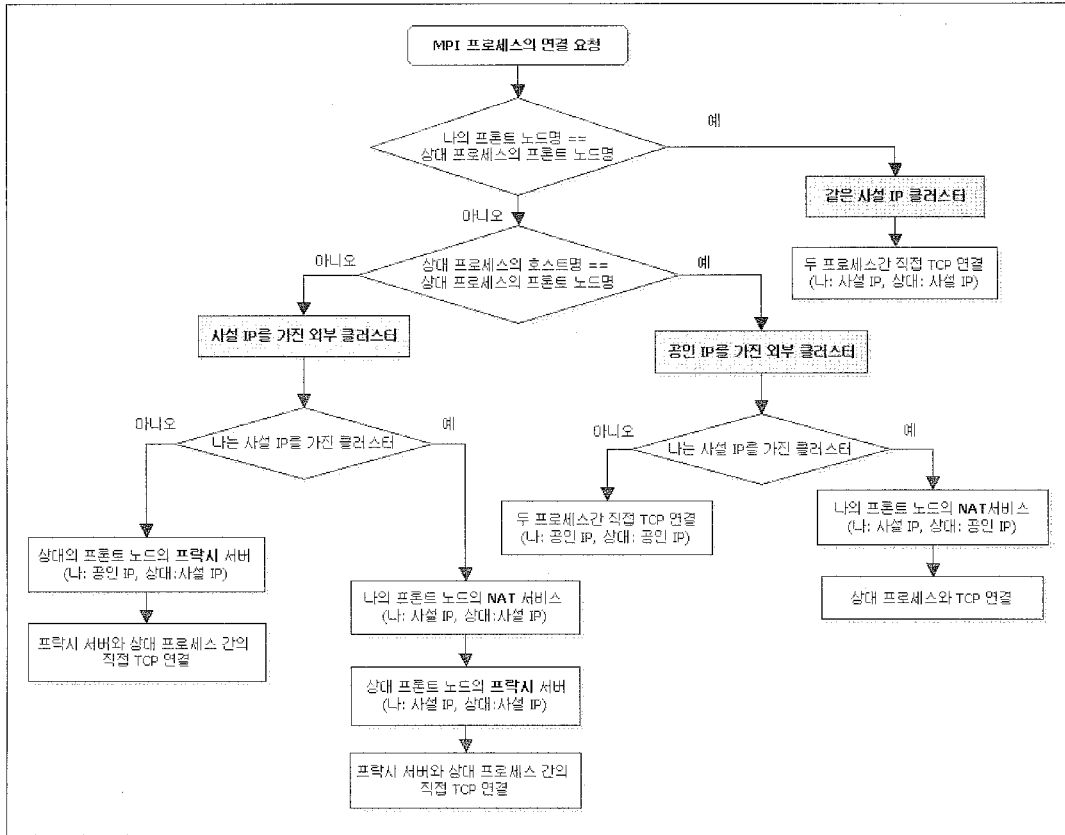 MPI 프로세스의 연결 요청
예
나의 프론트 노드명 ==
상대 프로세스의 프론트 노드명
같은 사설 IP 클러스터
아니오
두 프로세스간 직접 TCP 연결
(나: 사설 IP, 상대: 사설 IP)
아니오
상대 프로세스의 호스트명 ==
상대 프로세스의 프론트 노드명
예
사설 IP를 가진 외부 클러스터
공인 IP를 가진 외부 클러스터
아니오
나는 사설 IP를 가진 클러스터
예
아니오
나는 사설 IP를 가진 클러스터
예
두 프로세스간 직접 TCP 연결
(나: 공인 IP, 상대: 공인 IP)
나의 프론트 노드의 NAT서비스
(나: 사설 IP, 상대: 공인 IP)
상대의 프론트 노드의 프락시 서버
(나: 공인 IP, 상대:사설 IP)
나의 프론트 노드의 NAT 서비스
(나: 사설 IP, 상대:사설 IP)
상대 프로세스와 TCP 연결
프락시 서버와 상대 프로세스 간의
직접 TCP 연결
상대 프론트 노드의 프락시 서버
(나: 사설 IP, 상대:사설 IP)
프락시 서버와 상대 프로세스 간의
직접 TCP 연결